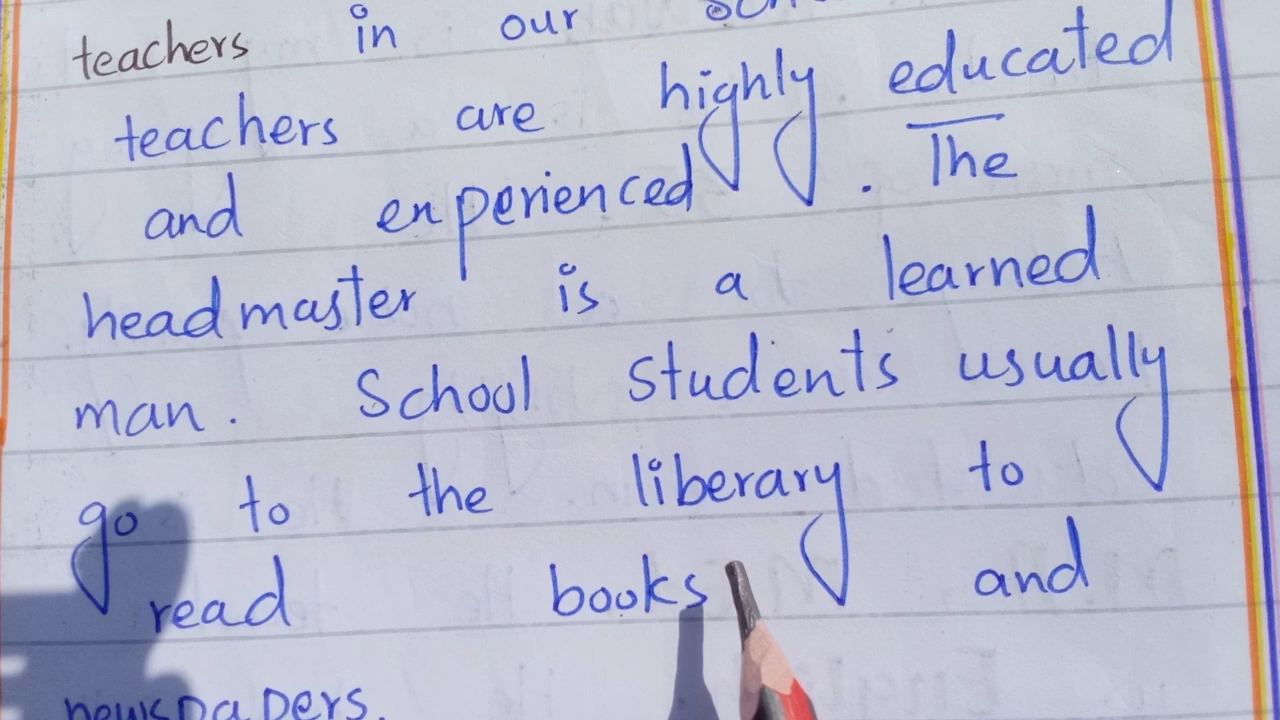 teachers in our
teachers are highly educated
and experienced. The
headmaster is a learned
man. School students usually
go to the liberary to
read books and
newspapers.